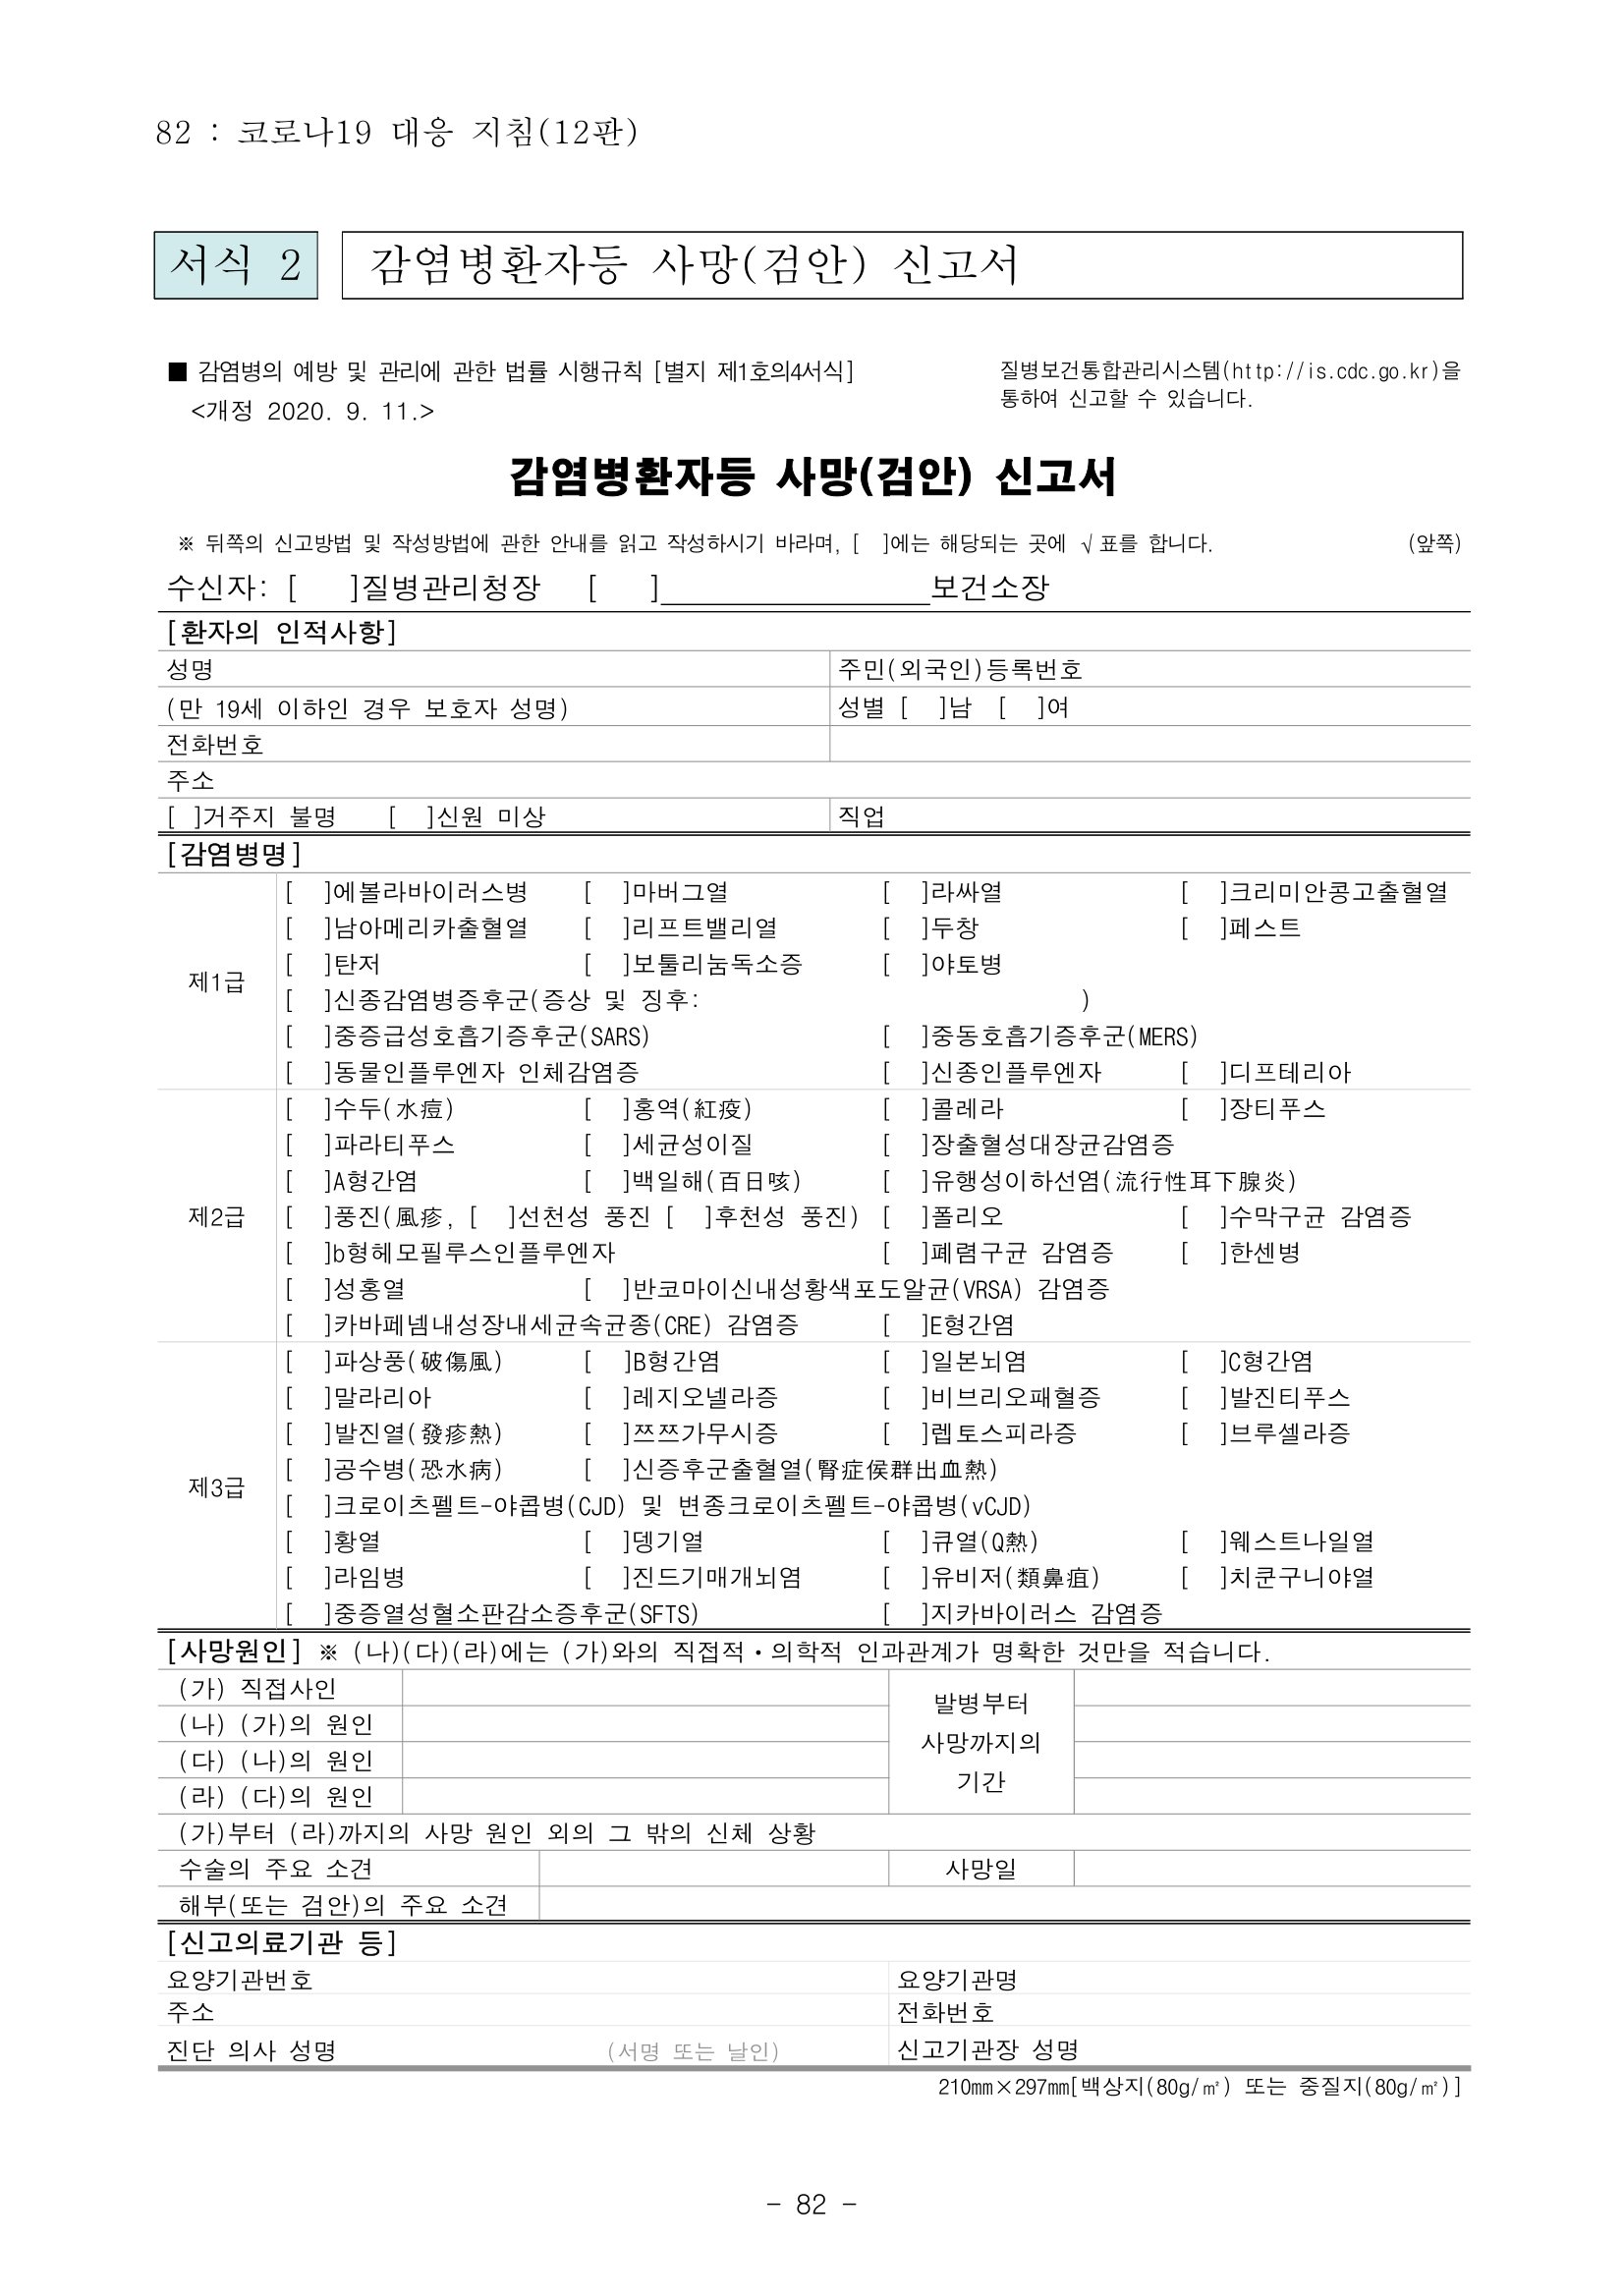 82 : 코로나19 대응 지침(12판)
서식 2
감염병환자등 사망(검안) 신고서
■ 감염병의 예방 및 관리에 관한 법률 시행규칙 [별지 제1호의4서식]
<개정 2020. 9. 11.>
질병보건통합관리시스템(http://is.cdc.go.kr)을
통하여 신고할 수 있습니다.
감염병환자등 사망(검안) 신고서
※ 뒤쪽의 신고방법 및 작성방법에 관한 안내를 읽고 작성하시기 바라며, [ ]에는 해당되는 곳에 √ 표를 합니다. (앞쪽)
수신자: [ ]질병관리청장 [ ]__________보건소장
[환자의 인적사항]
성명 주민(외국인)등록번호
(만 19세 이하인 경우 보호자 성명) 성별 [ ]남 [ ]여
전화번호
주소
[ ]거주지 불명 [ ]신원 미상 직업
[감염병명]
제1급
[ ]에볼라바이러스병 [ ]마버그열 [ ]라싸열 [ ]크리미안콩고출혈열
[ ]남아메리카출혈열 [ ]리프트밸리열 [ ]두창 [ ]페스트
[ ]탄저 [ ]보툴리눔독소증 [ ]야토병
[ ]신종감염병증후군(증상 및 징후: )
[ ]중증급성호흡기증후군(SARS) [ ]중동호흡기증후군(MERS)
[ ]동물인플루엔자 인체감염증 [ ]신종인플루엔자 [ ]디프테리아
제2급
[ ]수두(水痘) [ ]홍역(紅疫) [ ]콜레라 [ ]장티푸스
[ ]파라티푸스 [ ]세균성이질 [ ]장출혈성대장균감염증
[ ]A형간염 [ ]백일해(百日咳) [ ]유행성이하선염(流行性耳下腺炎)
[ ]풍진(風疹, [ ]선천성 풍진 [ ]후천성 풍진) [ ]폴리오 [ ]수막구균 감염증
[ ]b형헤모필루스인플루엔자 [ ]폐렴구균 감염증 [ ]한센병
[ ]성홍열 [ ]반코마이신내성황색포도알균(VRSA) 감염증
[ ]카바페넴내성장내세균속균종(CRE) 감염증 [ ]E형간염
제3급
[ ]파상풍(破傷風) [ ]B형간염 [ ]일본뇌염 [ ]C형간염
[ ]말라리아 [ ]레지오넬라증 [ ]비브리오패혈증 [ ]발진티푸스
[ ]발진열(發疹熱) [ ]쯔쯔가무시증 [ ]렙토스피라증 [ ]브루셀라증
[ ]공수병(恐水病) [ ]신증후군출혈열(腎症侯群出血熱)
[ ]크로이츠펠트-야콥병(CJD) 및 변종크로이츠펠트-야콥병(vCJD)
[ ]황열 [ ]뎅기열 [ ]큐열(Q熱) [ ]웨스트나일열
[ ]라임병 [ ]진드기매개뇌염 [ ]유비저(類鼻疽) [ ]치쿤구니야열
[ ]중증열성혈소판감소증후군(SFTS) [ ]지카바이러스 감염증
[사망원인] ※ (나)(다)(라)에는 (가)와의 직접적·의학적 인과관계가 명확한 것만을 적습니다.
(가) 직접사인
(나) (가)의 원인
(다) (나)의 원인
(라) (다)의 원인
발병부터
사망까지의
기간
(가)부터 (라)까지의 사망 원인 외의 그 밖의 신체 상황
수술의 주요 소견 사망일
해부(또는 검안)의 주요 소견
[신고의료기관 등]
요양기관번호 요양기관명
주소 전화번호
진단 의사 성명 (서명 또는 날인) 신고기관장 성명
210㎜×297㎜[백상지(80g/㎡) 또는 중질지(80g/㎡)]
- 82 -